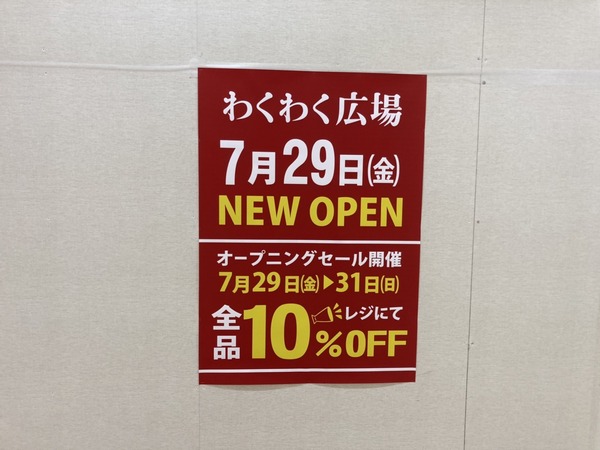 わくわく広場
7月29日(金)
NEW OPEN
オープニングセール開催
7月29日(金)▶31日(日)
全品10%OFF
レジにて